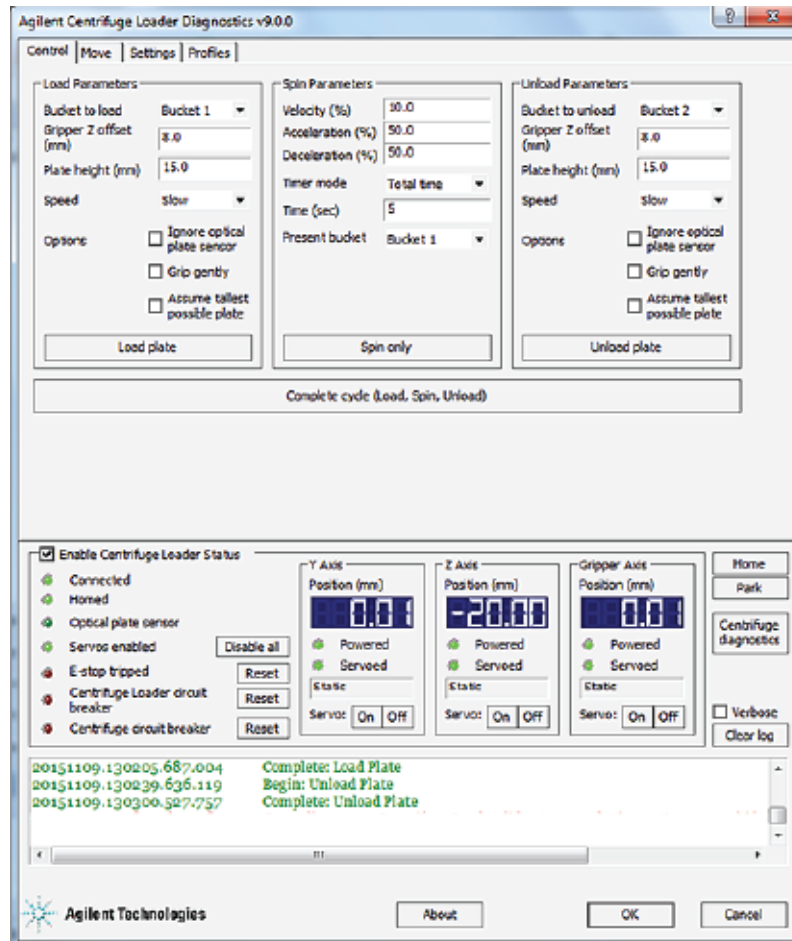 Agilent Centrifuge Loader Diagnostics v9.0.0
Control Move Settings Profiles
Load Parameters
Bucket to load Bucket 1
Gripper Z offset (mm) 8.0
Plate height (mm) 15.0
Speed Slow
Options
Ignore optical plate sensor
Grip gently
Assume tallest possible plate
Load plate
Spin Parameters
Velocity (%) 10.0
Acceleration (%) 50.0
Deceleration (%) 50.0
Timer mode Total time
Time (sec) 5
Present bucket Bucket 1
Spin only
Unload Parameters
Bucket to unload Bucket 2
Gripper Z offset (mm) 8.0
Plate height (mm) 15.0
Speed Slow
Options
Ignore optical plate sensor
Grip gently
Assume tallest possible plate
Unload plate
Complete cycle (Load, Spin, Unload)
Enable Centrifuge Loader Status
Connected
Homed
Optical plate sensor
Servos enabled Disable all
E-stop tripped Reset
Centrifuge Loader circuit breaker Reset
Centrifuge circuit breaker Reset
Y Axis
Position (mm)
0.01
Powered
Servoed
Static
Servo: On Off
Z Axis
Position (mm)
-20.00
Powered
Servoed
Static
Servo: On Off
Gripper Axis
Position (mm)
Powered
Servoed
Static
Servo: On Off
Home
Park
Centrifuge diagnostics
Verbose
Clear log
20151109.130205.687.004 Complete: Load Plate
20151109.130239.636.119 Begin: Unload Plate
20151109.130300.527.757 Complete: Unload Plate
Agilent Technologies
About
OK
Cancel